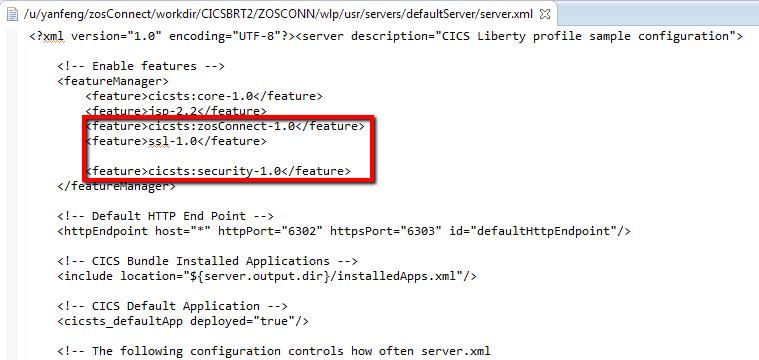 /u/yanfeng/zosConnect/workdir/CICSBRT2/ZOSCONN/wlp/usr/servers/defaultServer/server.xml
<?xml version="1.0" encoding="UTF-8"?><server description="CICS Liberty profile sample configuration">
<!-- Enable features -->
<featureManager>
<feature>cicsts:core-1.0</feature>
<feature>jsp-2.2</feature>
<feature>cicsts:zosConnect-1.0</feature>
<feature>ssl-1.0</feature>
<feature>cicsts:security-1.0</feature>
</featureManager>
<!-- Default HTTP End Point -->
<httpEndpoint host="*" httpPort="6302" httpsPort="6303" id="defaultHttpEndpoint"/>
<!-- CICS Bundle Installed Applications -->
<include location="${server.output.dir}/installedApps.xml"/>
<!-- CICS Default Application -->
<cicsts_defaultApp deployed="true"/>
<!-- The following configuration controls how often server.xml